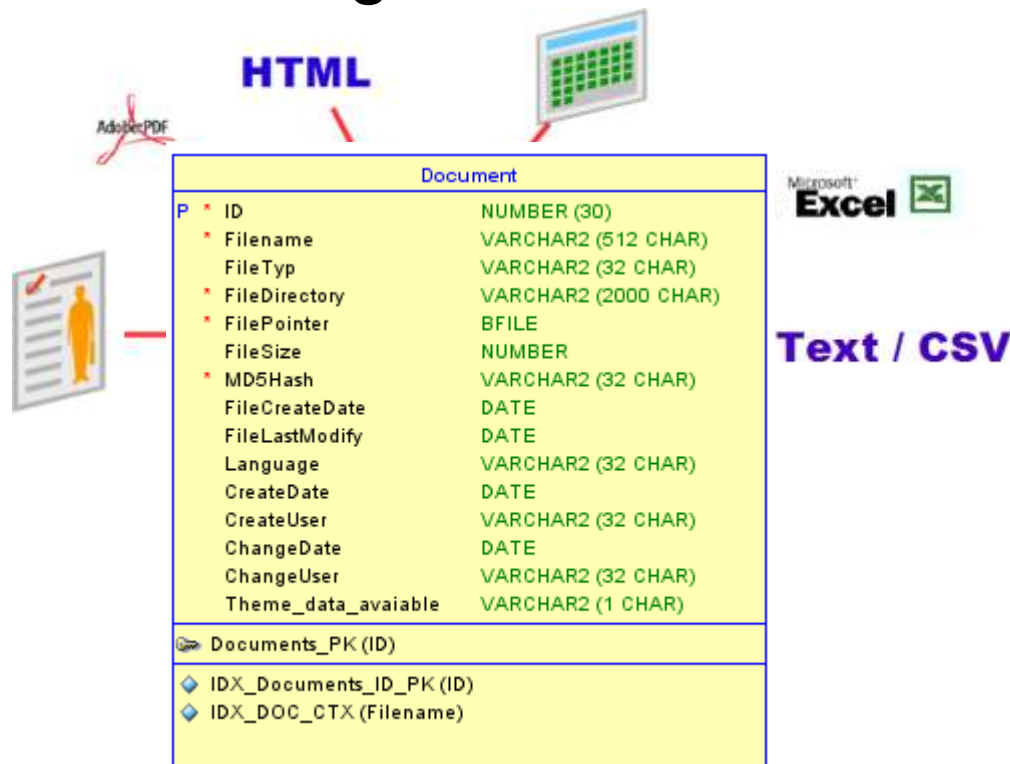 HTML
Adobe PDF
Document
P * ID NUMBER (30)
* Filename VARCHAR2 (512 CHAR)
FileTyp VARCHAR2 (32 CHAR)
* FileDirectory VARCHAR2 (2000 CHAR)
* FilePointer BFILE
FileSize NUMBER
* MD5Hash VARCHAR2 (32 CHAR)
FileCreateDate DATE
FileLastModify DATE
Language VARCHAR2 (32 CHAR)
CreateDate DATE
CreateUser VARCHAR2 (32 CHAR)
ChangeDate DATE
ChangeUser VARCHAR2 (32 CHAR)
Theme_data_avaiable VARCHAR2 (1 CHAR)
Documents_PK (ID)
IDX_Documents_ID_PK (ID)
IDX_DOC_CTX (Filename)
Microsoft
Excel
Text / CSV